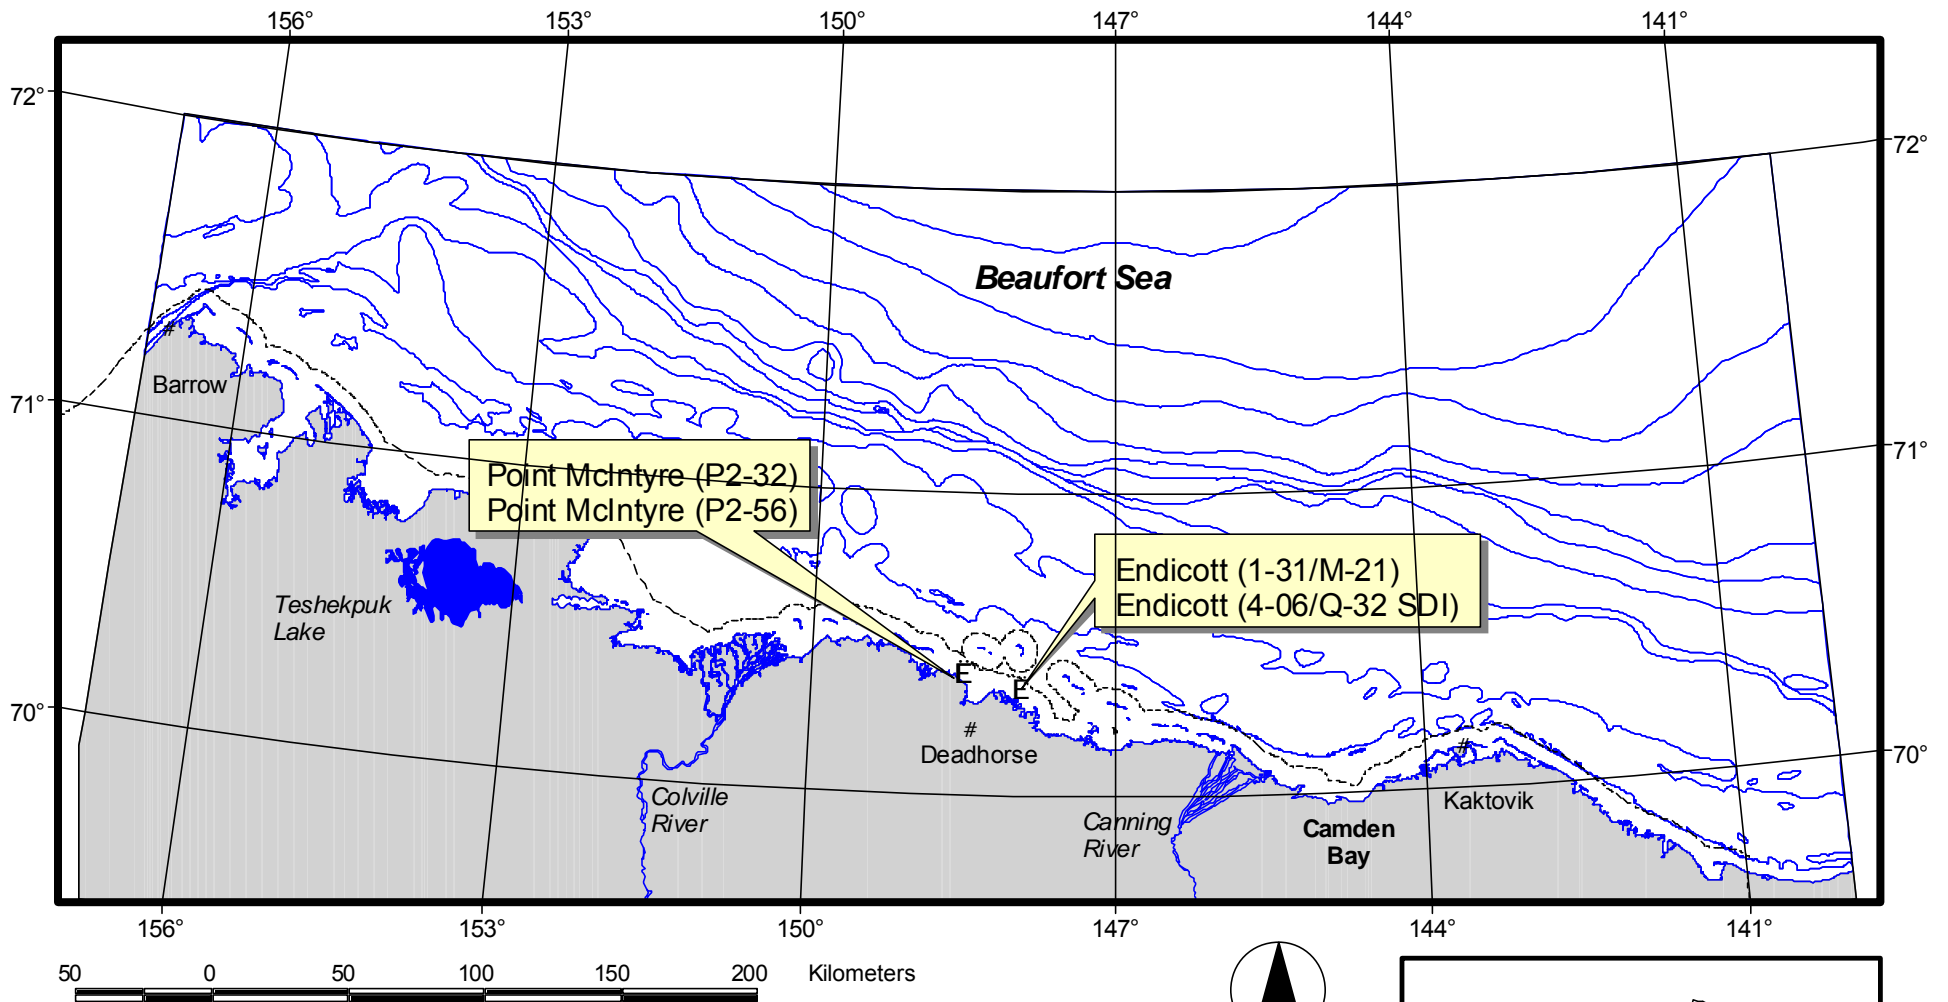 156° 153° 150° 147° 144° 141°
72°
72°
Beaufort Sea
#
Barrow
71°
71°
Point McIntyre (P2-32)
Point McIntyre (P2-56)
Endicott (1-31/M-21)
Endicott (4-06/Q-32 SDI)
Teshekpuk
Lake
E
E
70°
#
Deadhorse
#
70°
Colville
River
Kaktovik
Canning
River
Camden
Bay
156° 153° 150° 147° 144° 141°
50 0 50 100 150 200 Kilometers